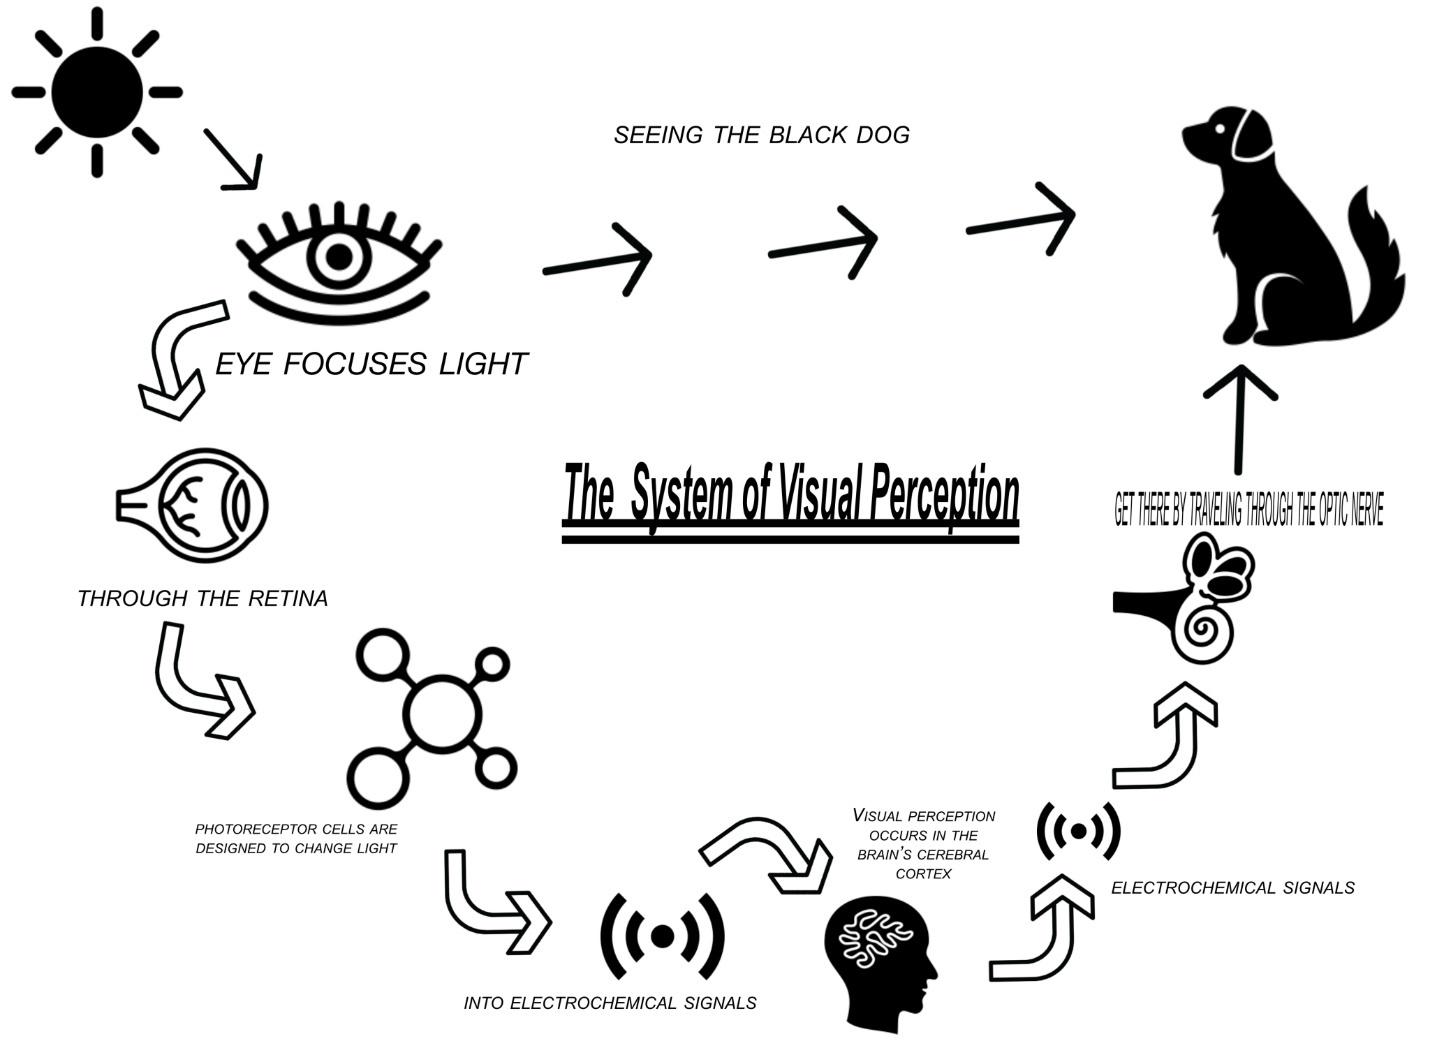 SEEING THE BLACK DOG
EYE FOCUSES LIGHT
The System of Visual Perception
GET THERE BY TRAVELING THROUGH THE OPTIC NERVE
THROUGH THE RETINA
PHOTORECEPTOR CELLS ARE
DESIGNED TO CHANGE LIGHT
INTO ELECTROCHEMICAL SIGNALS
VISUAL PERCEPTION
OCCURS IN THE
BRAIN'S CEREBRAL
CORTEX
ELECTROCHEMICAL SIGNALS